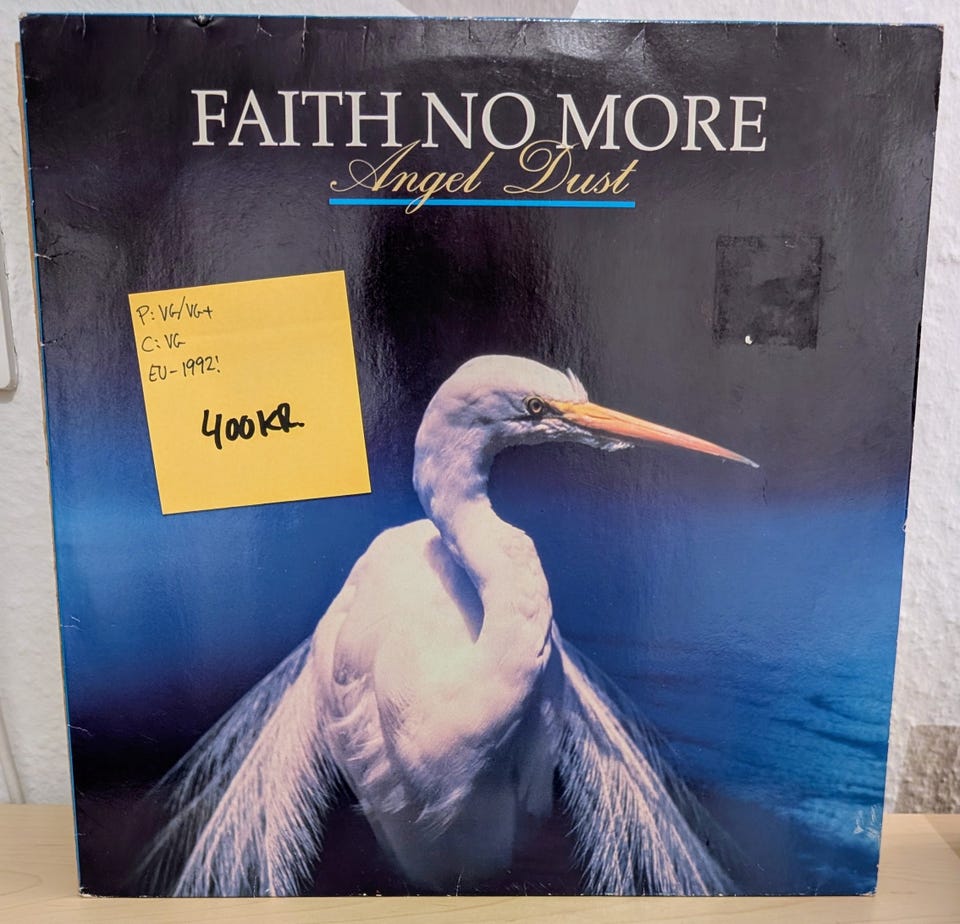 FAITH NO MORE
Angel Dust
P: VG/VG+
C: VG
EU-1992!
400KR.